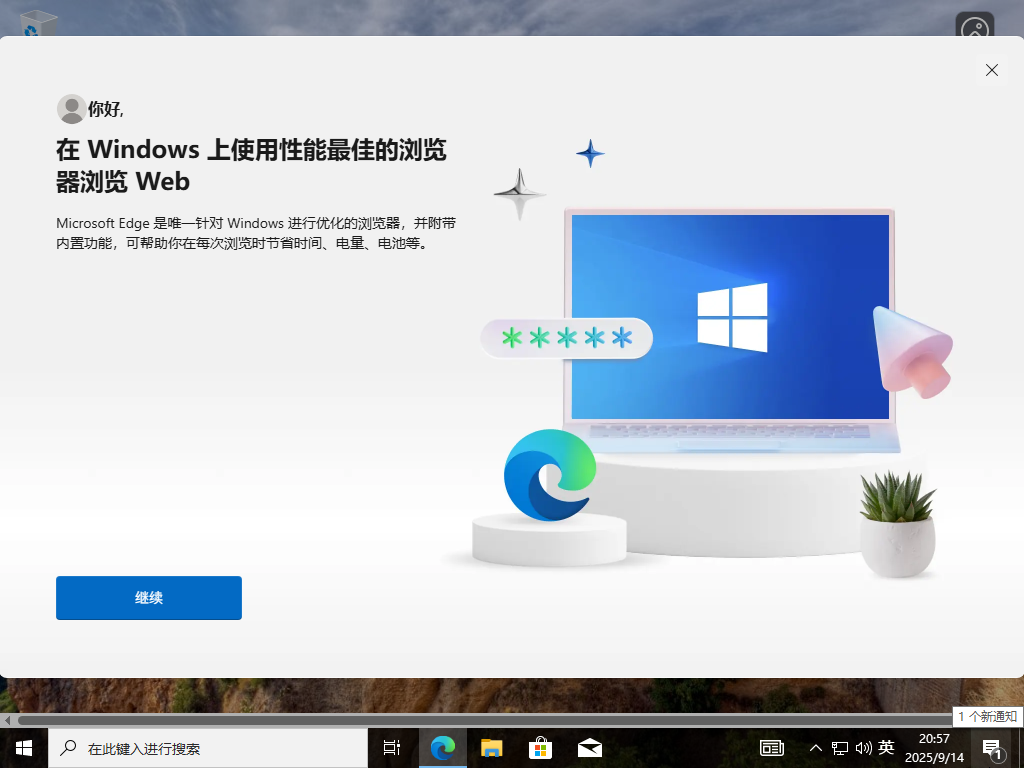 你好,
在 Windows 上使用性能最佳的浏览
器浏览 Web
Microsoft Edge 是唯一针对 Windows 进行优化的浏览器，并附带
内置功能，可帮助你在每次浏览时节省时间、电量、电池等。
*****
继续
1 个新通知
在此键入进行搜索
英
20:57
2025/9/14
1